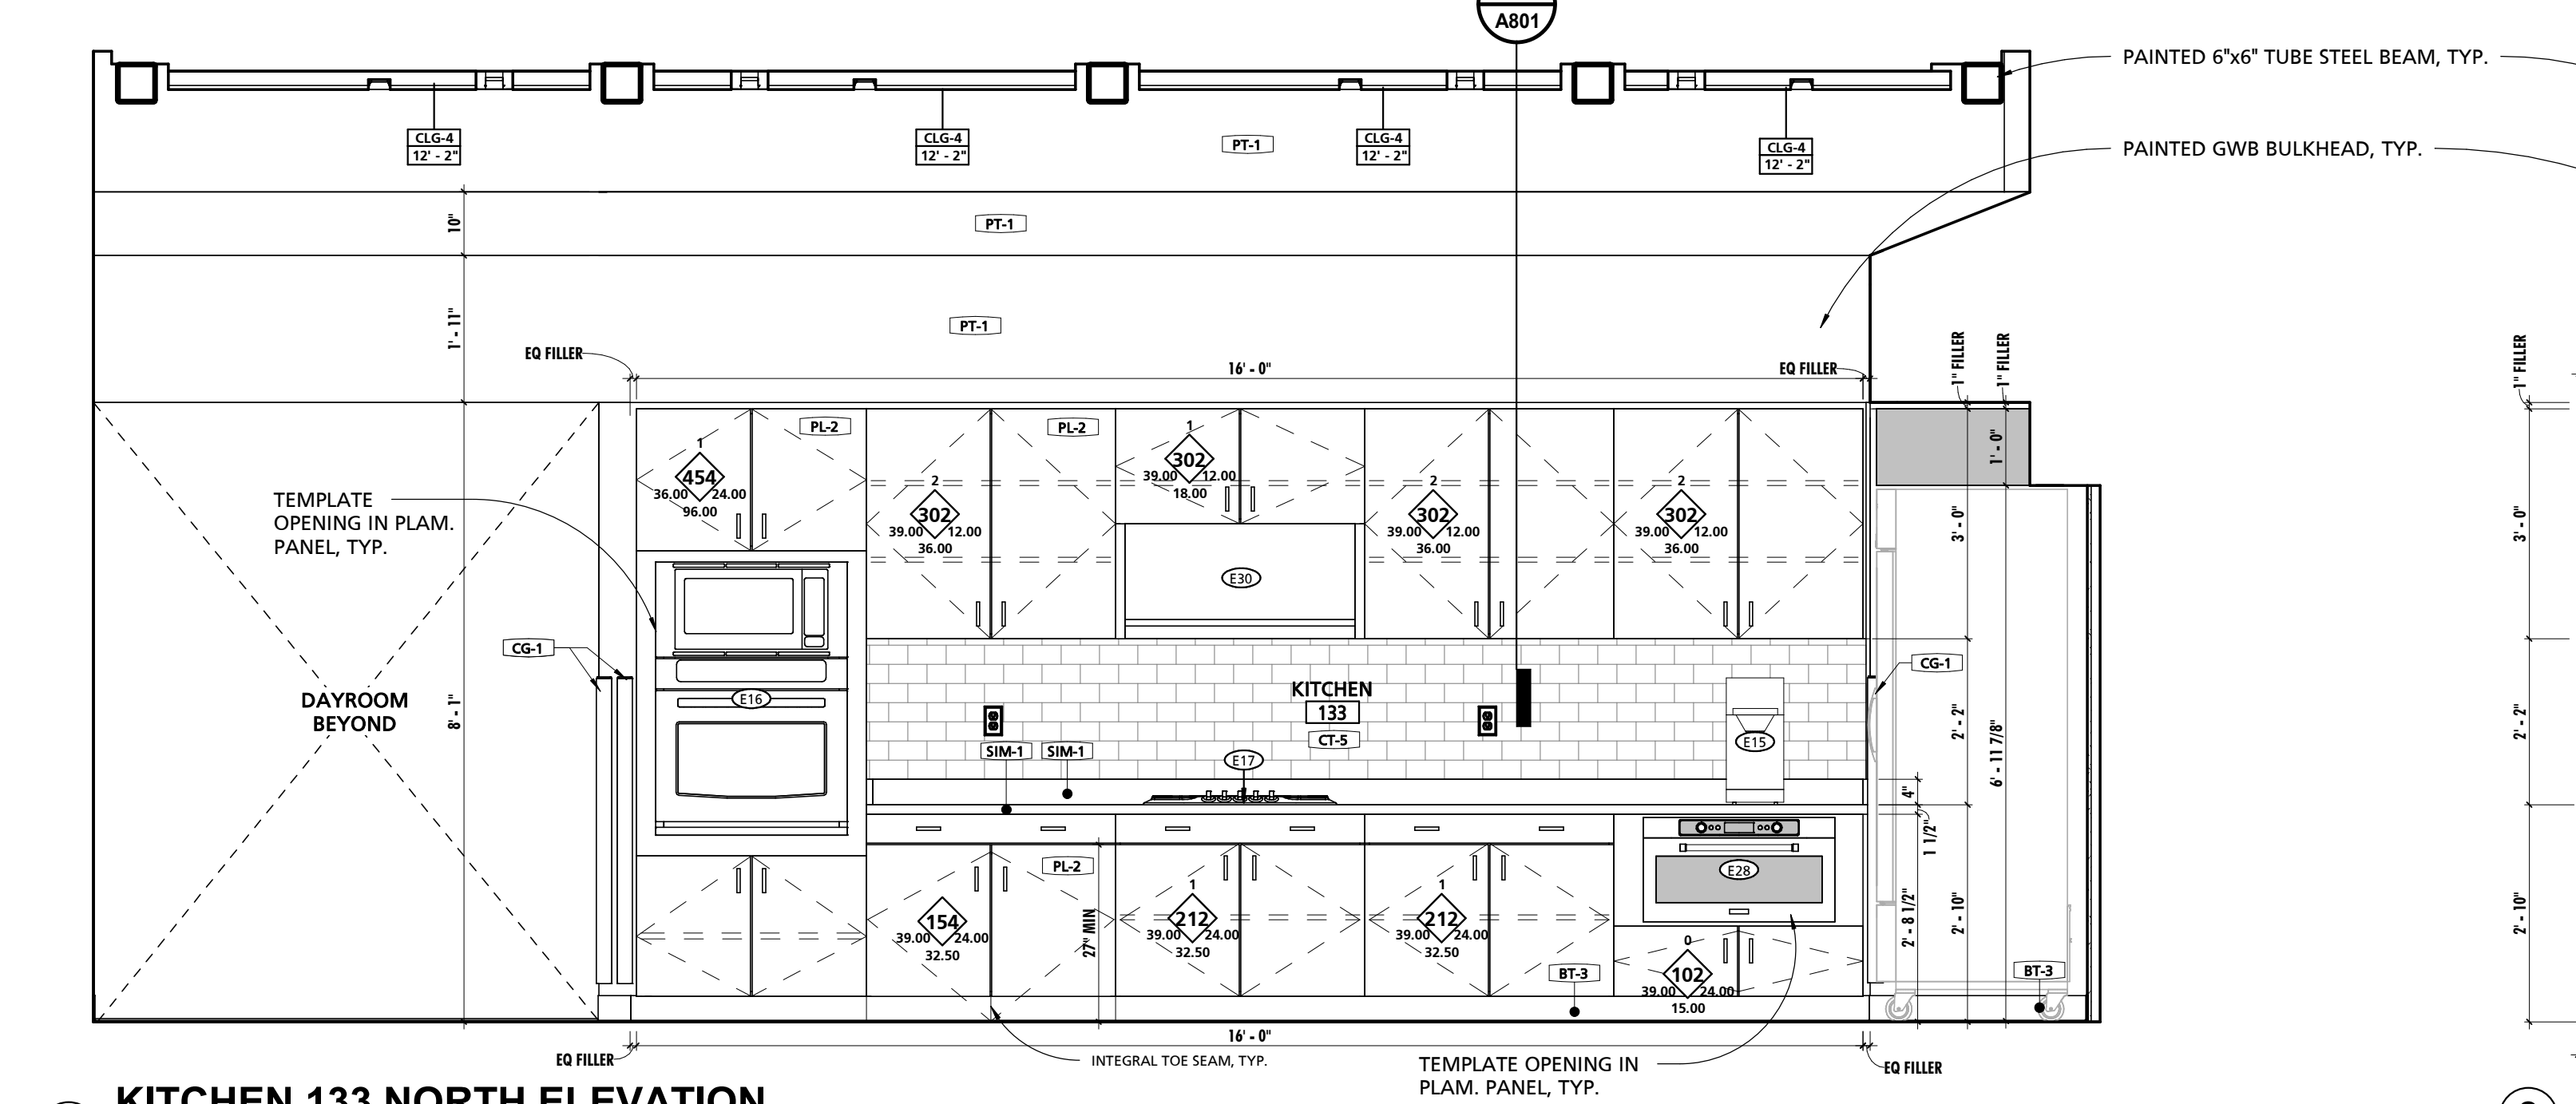 A801
PAINTED 6"x6" TUBE STEEL BEAM, TYP.
CLG-4
12' - 2"
CLG-4
12' - 2"
PT-1
CLG-4
12' - 2"
CLG-4
12' - 2"
PAINTED GWB BULKHEAD, TYP.
10"
PT-1
1' - 11"
PT-1
EQ FILLER
16' - 0"
EQ FILLER
1" FILLER
1" FILLER
1" FILLER
PL-2
PL-2
1
454
36.00 24.00
96.00
2
302
39.00 12.00
36.00
1
302
39.00 12.00
18.00
2
302
39.00 12.00
36.00
2
302
39.00 12.00
36.00
1' - 0"
3' - 0"
3' - 0"
TEMPLATE
OPENING IN PLAM.
PANEL, TYP.
E30
CG-1
CG-1
DAYROOM
BEYOND
8' - 1"
E16
KITCHEN
133
CT-5
SIM-1
SIM-1
E17
E15
2' - 2"
6' - 11 7/8"
2' - 2"
4"
1 1/2"
PL-2
E28
154
39.00 24.00
32.50
27" MIN
1
212
39.00 24.00
32.50
1
212
39.00 24.00
32.50
BT-3
0
102
39.00 24.00
15.00
2' - 8 1/2"
2' - 10"
2' - 10"
BT-3
16' - 0"
EQ FILLER
INTEGRAL TOE SEAM, TYP.
TEMPLATE OPENING IN
PLAM. PANEL, TYP.
EQ FILLER
KITCHEN 133 NORTH ELEVATION